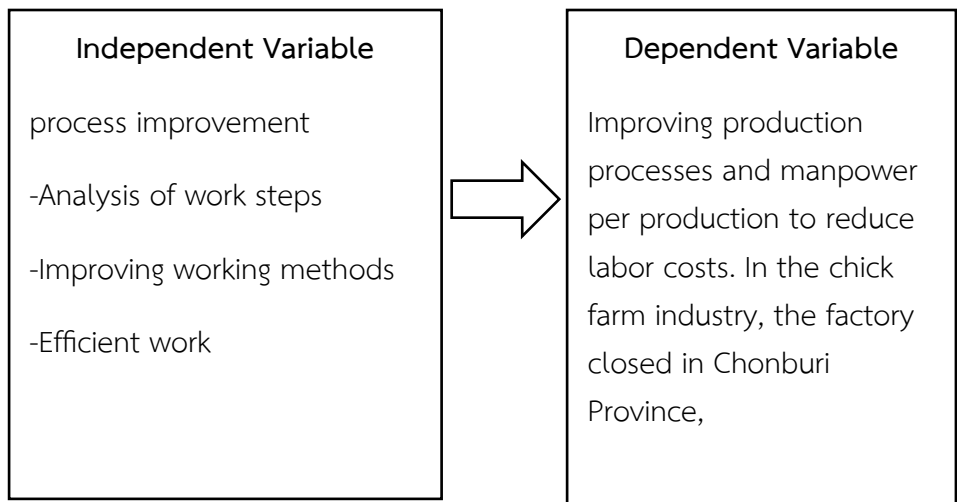 Independent Variable
process improvement
-Analysis of work steps
-Improving working methods
-Efficient work
Dependent Variable
Improving production
processes and manpower
per production to reduce
labor costs. In the chick
farm industry, the factory
closed in Chonburi
Province,